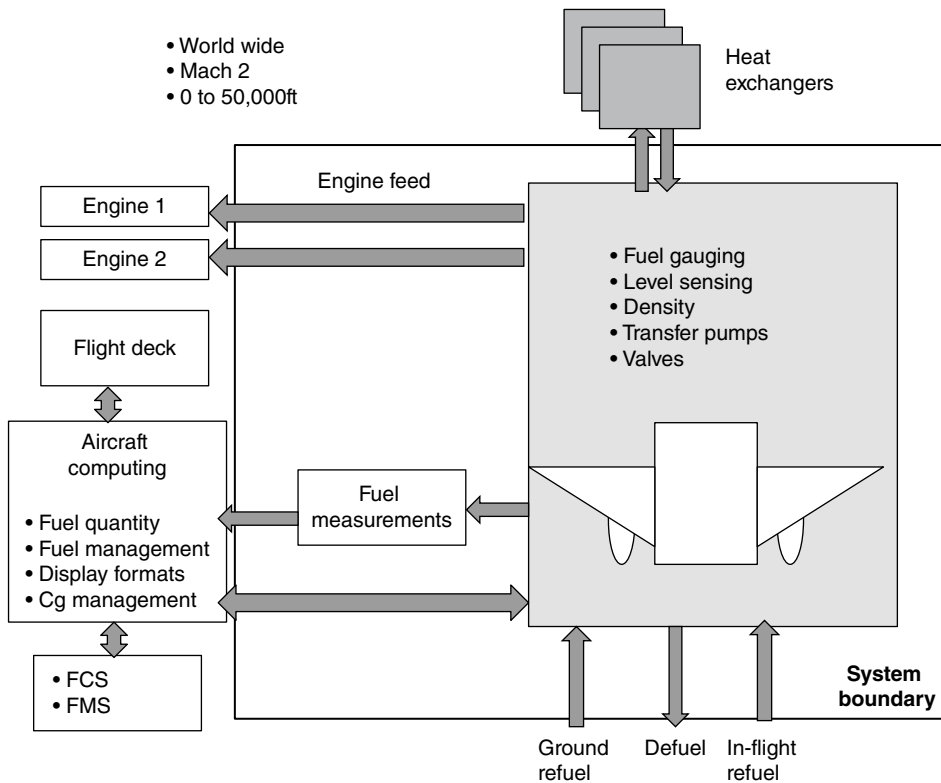 • World wide
• Mach 2
• 0 to 50,000ft
Heat
exchangers
Engine feed
Engine 1
Engine 2
• Fuel gauging
• Level sensing
• Density
• Transfer pumps
• Valves
Flight deck
Aircraft
computing
• Fuel quantity
• Fuel management
• Display formats
• Cg management
Fuel
measurements
• FCS
• FMS
System
boundary
Ground
refuel
Defuel
In-flight
refuel